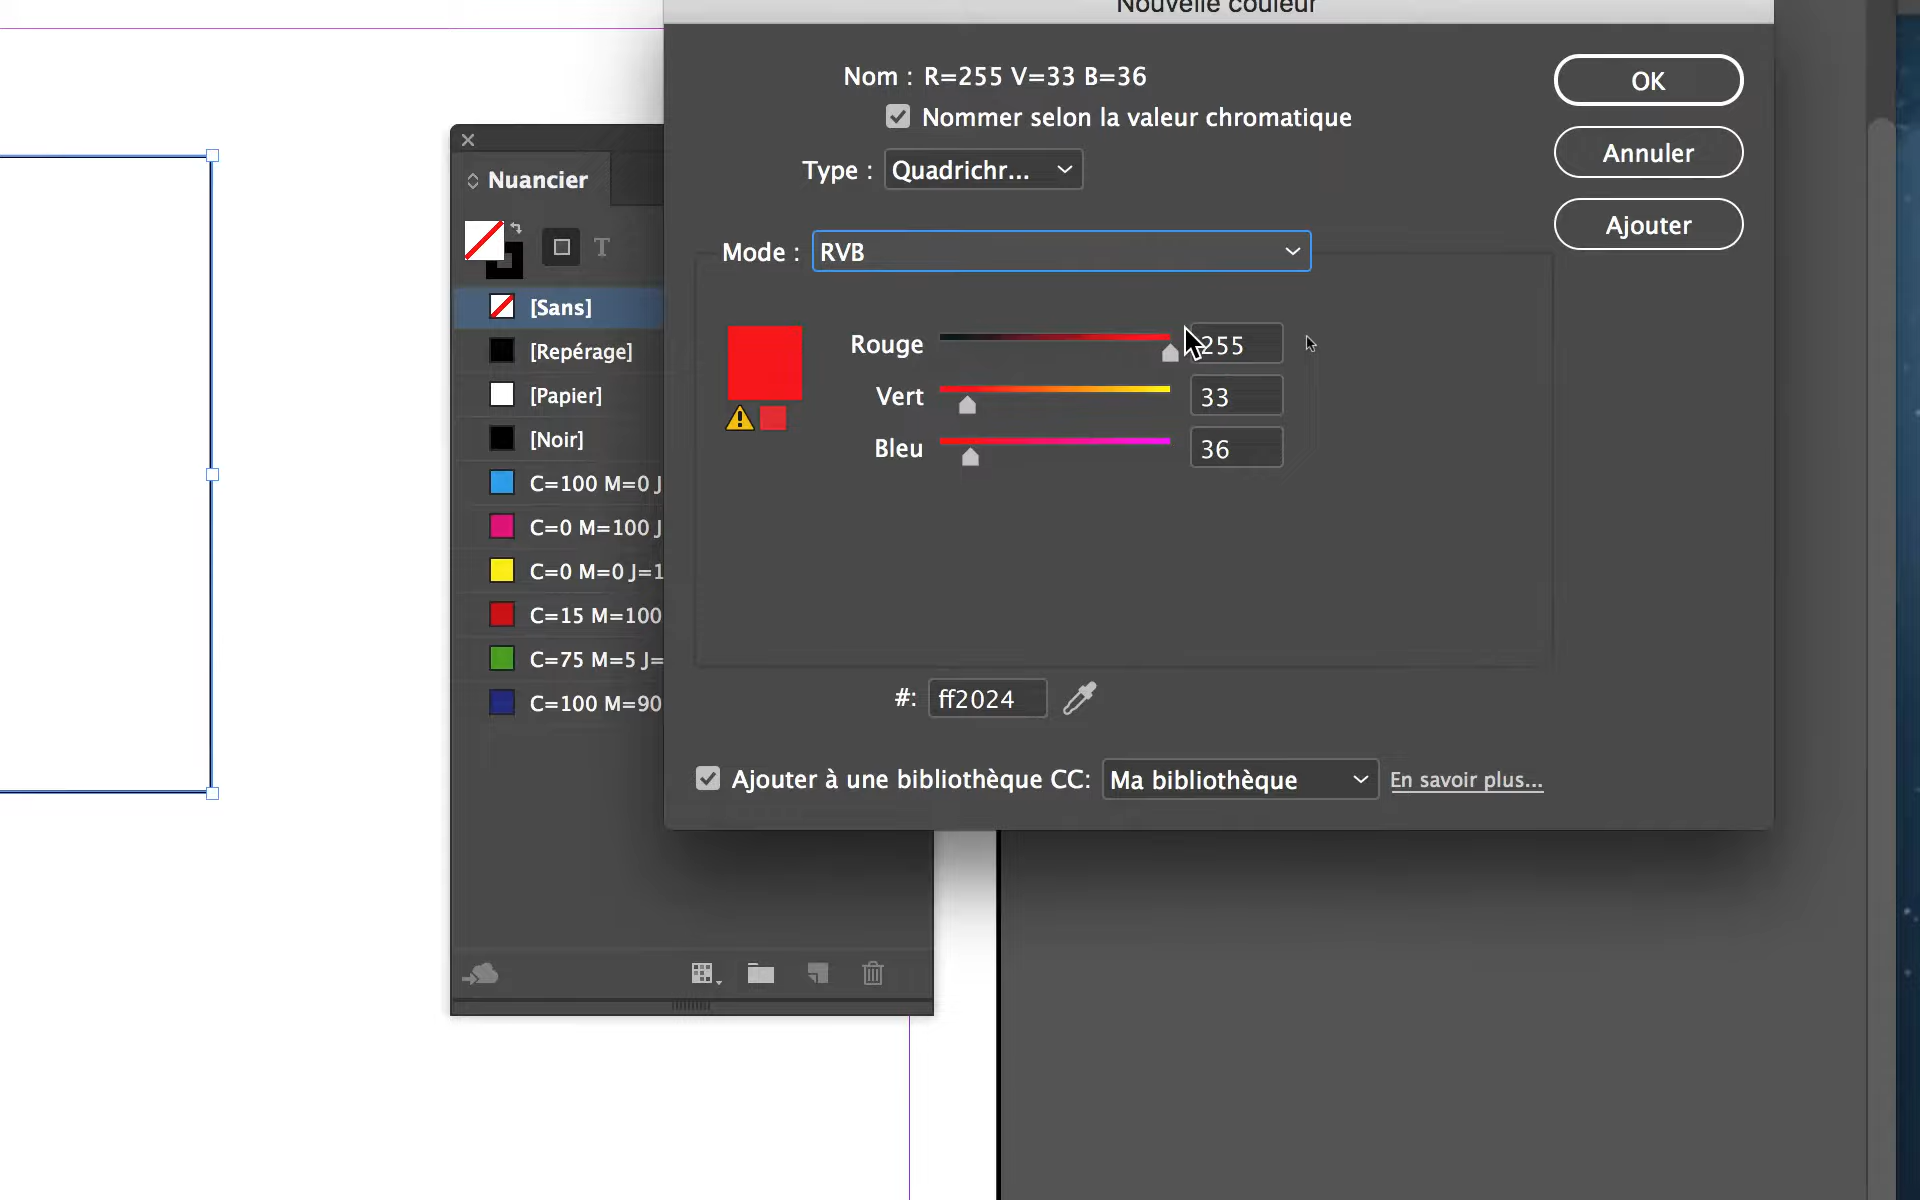 Nouvelle couleur
Nom : R=255 V=33 B=36
Nommer selon la valeur chromatique
OK
Annuler
Ajouter
Type : Quadrichr...
Mode : RVB
Rouge 255
Vert 33
Bleu 36
#: ff2024
Ajouter à une bibliothèque CC: Ma bibliothèque En savoir plus...
Nuancier
T
[Sans]
[Repérage]
[Papier]
[Noir]
C=100 M=0 J
C=0 M=100 J
C=0 M=0 J=1
C=15 M=100
C=75 M=5 J=
C=100 M=90